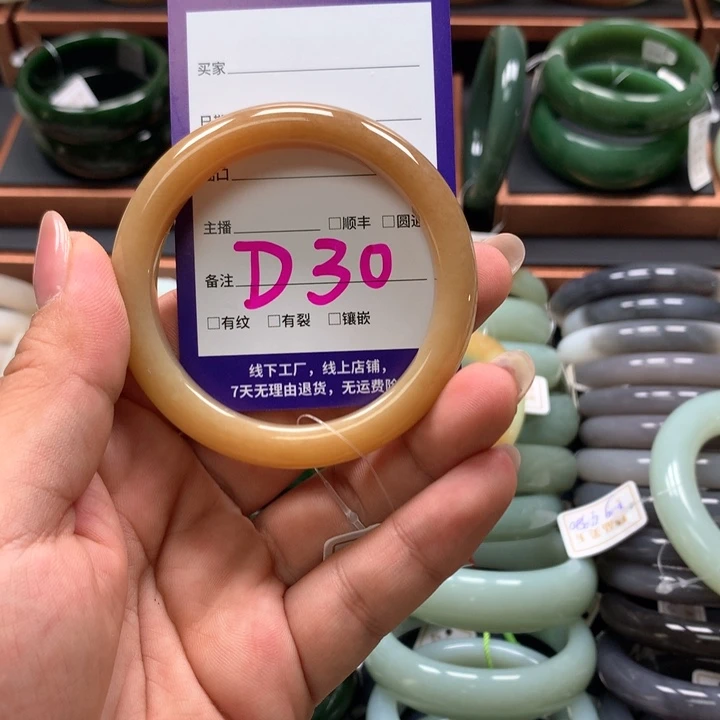 买家
主播 □顺丰 □圆通
备注 D30
□有纹 □有裂 □镶嵌
线下工厂，线上店铺，
7天无理由退货，无运费险